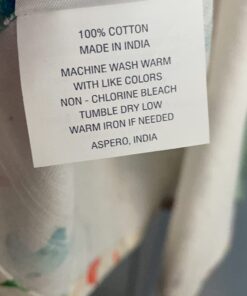 100% COTTON
MADE IN INDIA
MACHINE WASH WARM
WITH LIKE COLORS
NON - CHLORINE BLEACH
TUMBLE DRY LOW
WARM IRON IF NEEDED
ASPERO, INDIA